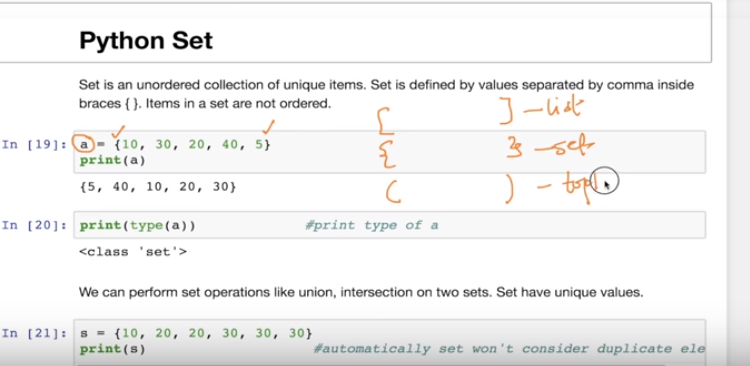 Python Set
Set is an unordered collection of unique items. Set is defined by values separated by comma inside
braces { }. Items in a set are not ordered.
[ ] - list
In [19]: a = {10, 30, 20, 40, 5}
{ } - set
print(a)
{5, 40, 10, 20, 30}
( ) - topl
In [20]: print(type(a)) #print type of a
<class 'set'>
We can perform set operations like union, intersection on two sets. Set have unique values.
In [21]: s = {10, 20, 20, 30, 30, 30}
print(s) #automatically set won't consider duplicate ele